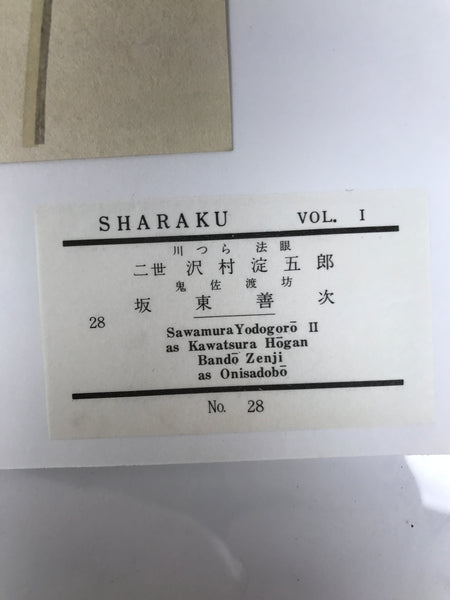 SHARAKU VOL. I
川つら 法眼
二世 沢村淀五郎
鬼佐渡坊
坂東善次
28
Sawamura Yodogorō II
as Kawatsura Hōgan
Bandō Zenji
as Onisadobō
No. 28